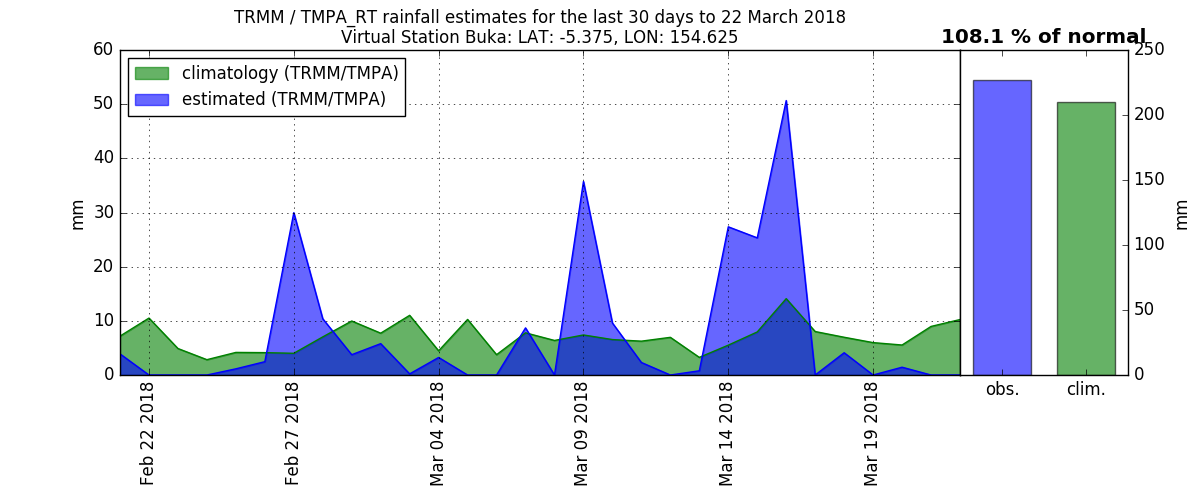 TRMM / TMPA_RT rainfall estimates for the last 30 days to 22 March 2018
Virtual Station Buka: LAT: -5.375, LON: 154.625
108.1 % of normal
climatology (TRMM/TMPA)
estimated (TRMM/TMPA)
60
50
40
30
20
10
0
mm
Feb 22 2018
Feb 27 2018
Mar 04 2018
Mar 09 2018
Mar 14 2018
Mar 19 2018
250
200
150
100
50
0
mm
obs.
clim.